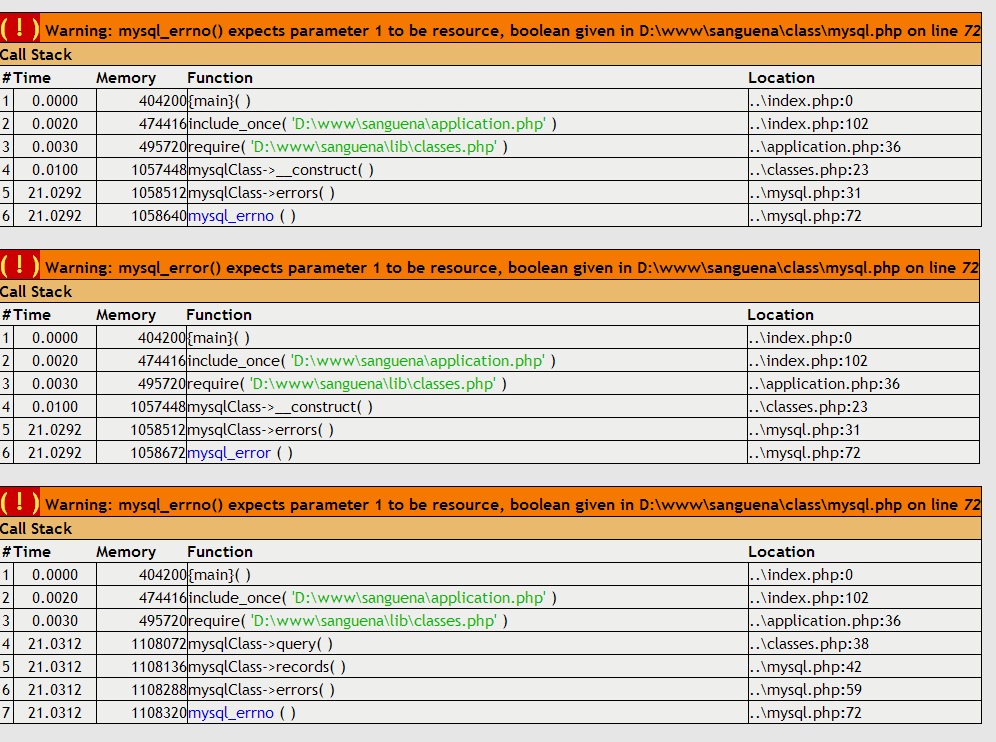 ( ! ) Warning: mysql_errno() expects parameter 1 to be resource, boolean given in D:\www\sanguena\class\mysql.php on line 72
Call Stack
# Time Memory Function Location
1 0.0000 404200 {main}( ) ..\index.php:0
2 0.0020 474416 include_once( 'D:\www\sanguena\application.php' ) ..\index.php:102
3 0.0030 495720 require( 'D:\www\sanguena\lib\classes.php' ) ..\application.php:36
4 0.0100 1057448 mysqlClass->__construct( ) ..\classes.php:23
5 21.0292 1058512 mysqlClass->errors( ) ..\mysql.php:31
6 21.0292 1058640 mysql_errno ( ) ..\mysql.php:72
( ! ) Warning: mysql_error() expects parameter 1 to be resource, boolean given in D:\www\sanguena\class\mysql.php on line 72
Call Stack
# Time Memory Function Location
1 0.0000 404200 {main}( ) ..\index.php:0
2 0.0020 474416 include_once( 'D:\www\sanguena\application.php' ) ..\index.php:102
3 0.0030 495720 require( 'D:\www\sanguena\lib\classes.php' ) ..\application.php:36
4 0.0100 1057448 mysqlClass->__construct( ) ..\classes.php:23
5 21.0292 1058512 mysqlClass->errors( ) ..\mysql.php:31
6 21.0292 1058672 mysql_error ( ) ..\mysql.php:72
( ! ) Warning: mysql_errno() expects parameter 1 to be resource, boolean given in D:\www\sanguena\class\mysql.php on line 72
Call Stack
# Time Memory Function Location
1 0.0000 404200 {main}( ) ..\index.php:0
2 0.0020 474416 include_once( 'D:\www\sanguena\application.php' ) ..\index.php:102
3 0.0030 495720 require( 'D:\www\sanguena\lib\classes.php' ) ..\application.php:36
4 21.0312 1108072 mysqlClass->query( ) ..\classes.php:38
5 21.0312 1108136 mysqlClass->records( ) ..\mysql.php:42
6 21.0312 1108288 mysqlClass->errors( ) ..\mysql.php:59
7 21.0312 1108320 mysql_errno ( ) ..\mysql.php:72